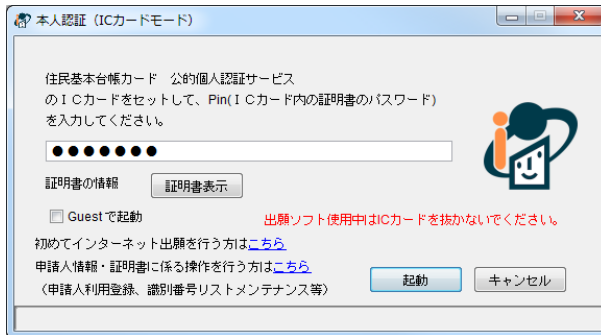 本人認証（ICカードモード）
住民基本台帳カード　公的個人認証サービス
のＩＣカードをセットして、Pin(ＩＣカード内の証明書のパスワード)
を入力してください。
●●●●●●●
証明書の情報　証明書表示
Guestで起動　出願ソフト使用中はICカードを抜かないでください。
初めてインターネット出願を行う方はこちら
申請人情報・証明書に係る操作を行う方はこちら
（申請人利用登録、識別番号リストメンテナンス等）　起動　キャンセル